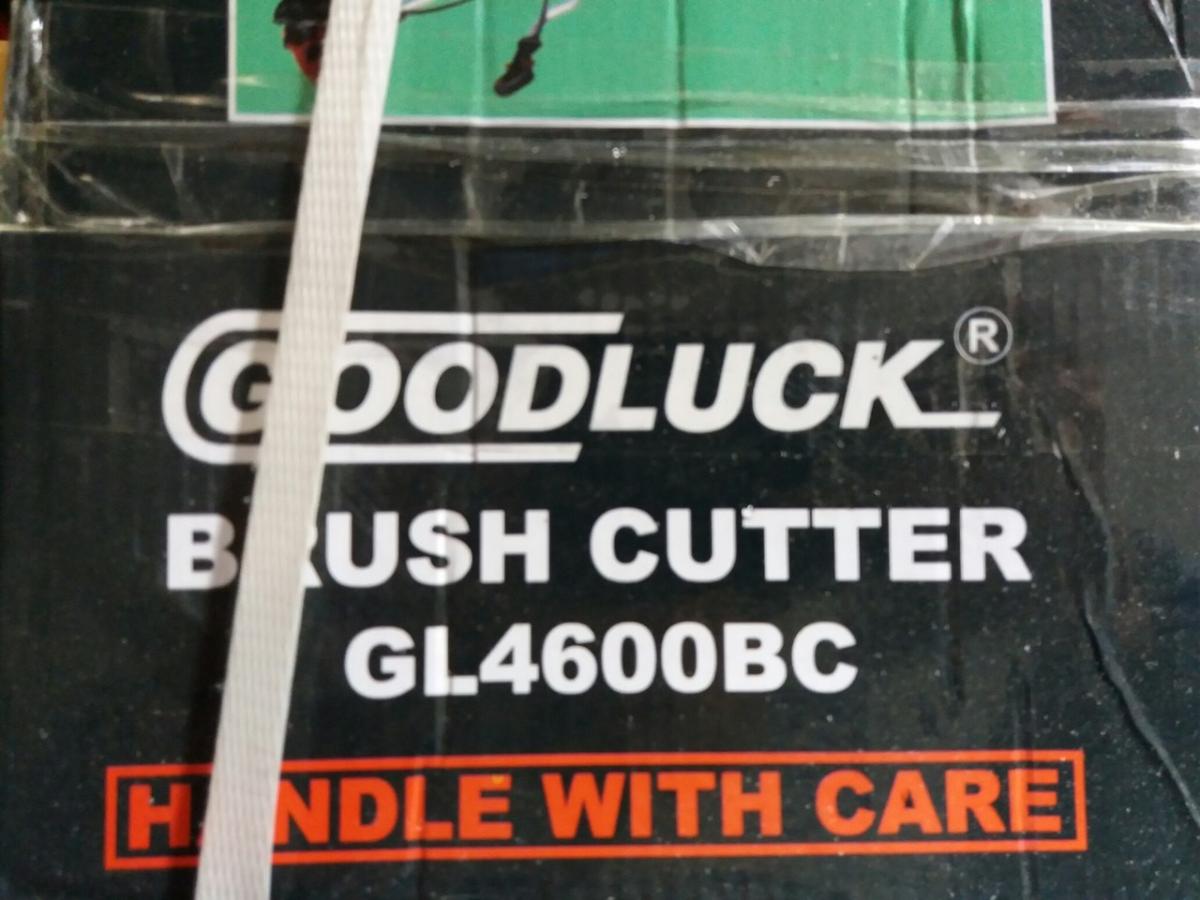 GOODLUCK ®
BRUSH CUTTER
GL4600BC
HANDLE WITH CARE